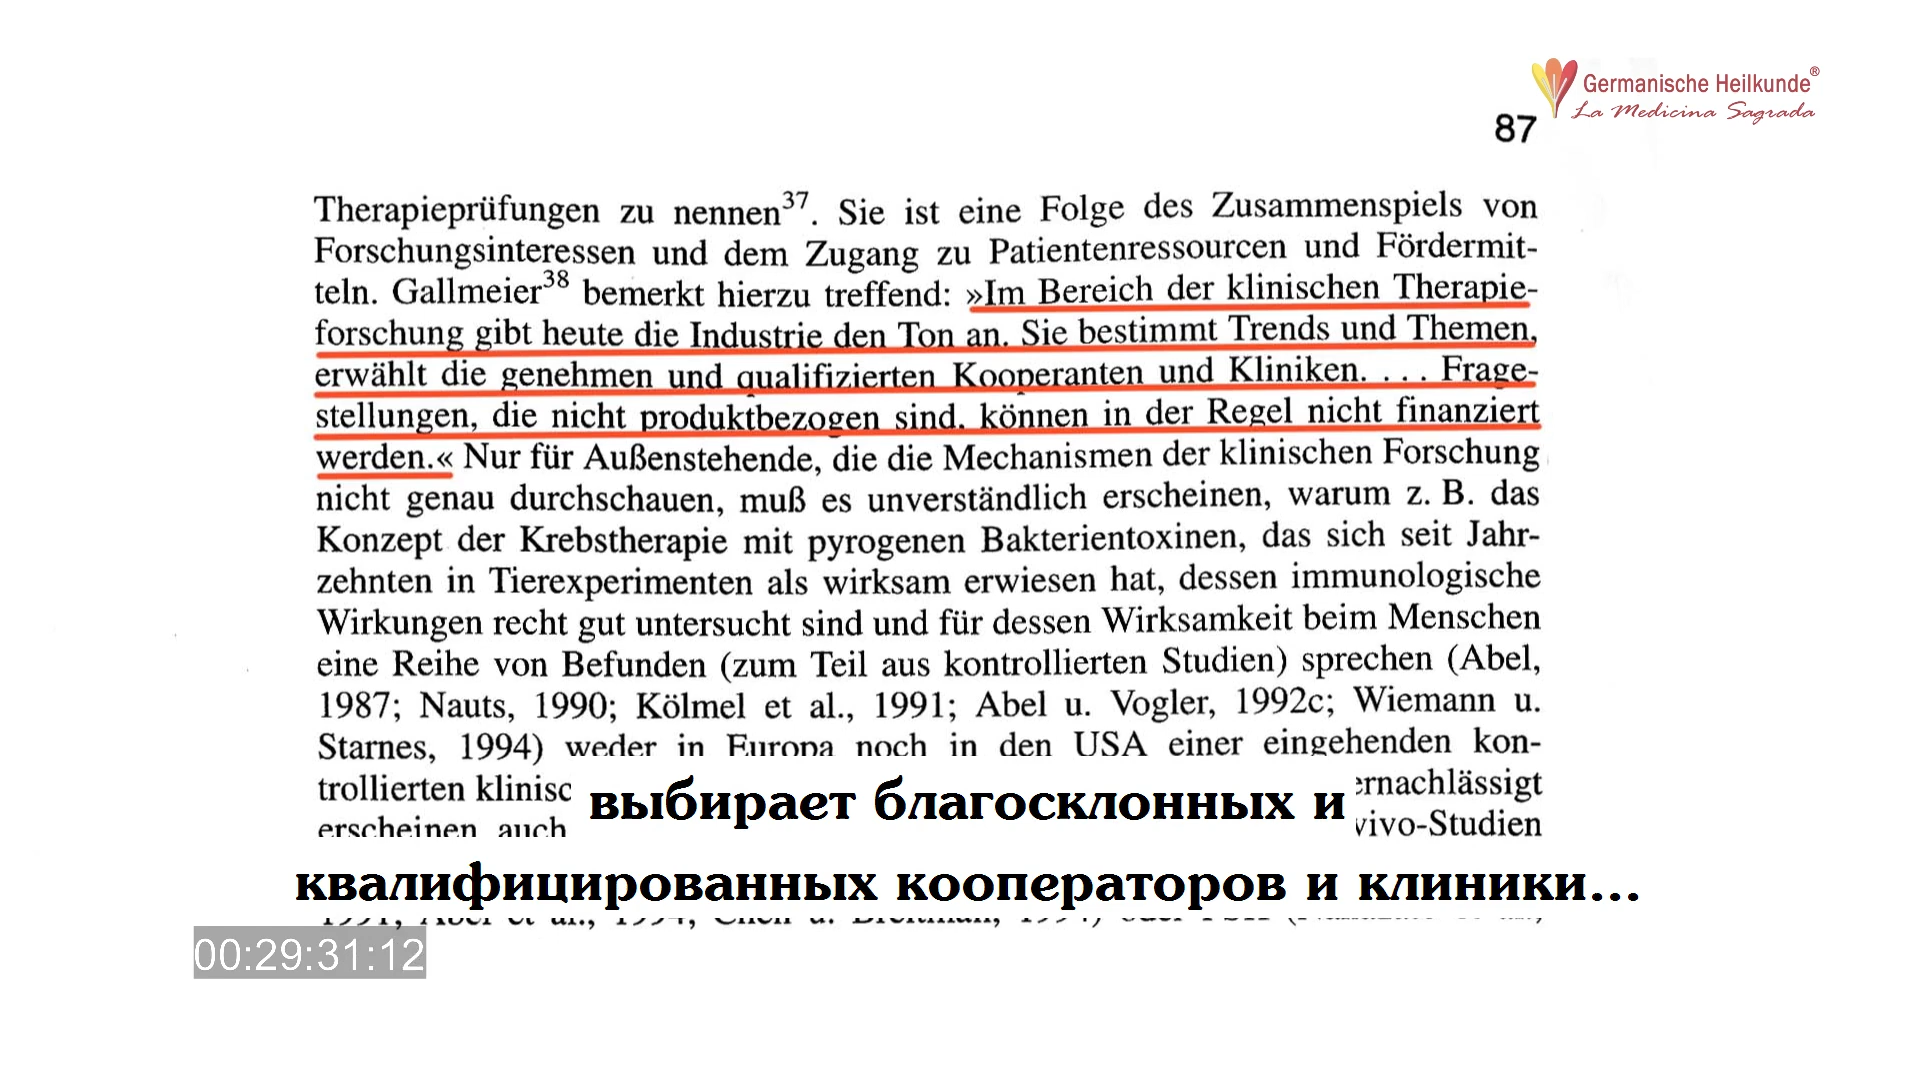 Germanische Heilkunde®
La Medicina Sagrada
87
Therapieprüfungen zu nennen³⁷. Sie ist eine Folge des Zusammenspiels von
Forschungsinteressen und dem Zugang zu Patientenressourcen und Fördermit-
teln. Gallmeier³⁸ bemerkt hierzu treffend: »Im Bereich der klinischen Therapie-
forschung gibt heute die Industrie den Ton an. Sie bestimmt Trends und Themen,
erwählt die genehmen und qualifizierten Kooperanten und Kliniken. . . . Frage-
stellungen, die nicht produktbezogen sind, können in der Regel nicht finanziert
werden.« Nur für Außenstehende, die die Mechanismen der klinischen Forschung
nicht genau durchschauen, muß es unverständlich erscheinen, warum z. B. das
Konzept der Krebstherapie mit pyrogenen Bakterientoxinen, das sich seit Jahr-
zehnten in Tierexperimenten als wirksam erwiesen hat, dessen immunologische
Wirkungen recht gut untersucht sind und für dessen Wirksamkeit beim Menschen
eine Reihe von Befunden (zum Teil aus kontrollierten Studien) sprechen (Abel,
1987; Nauts, 1990; Kölmel et al., 1991; Abel u. Vogler, 1992c; Wiemann u.
Starnes, 1994) weder in Europa noch in den USA einer eingehenden kon-
trollierten klinisc ernachlässigt
erscheinen auch vivo-Studien
выбирает благосклонных и
квалифицированных кооператоров и клиники...
00:29:31:12